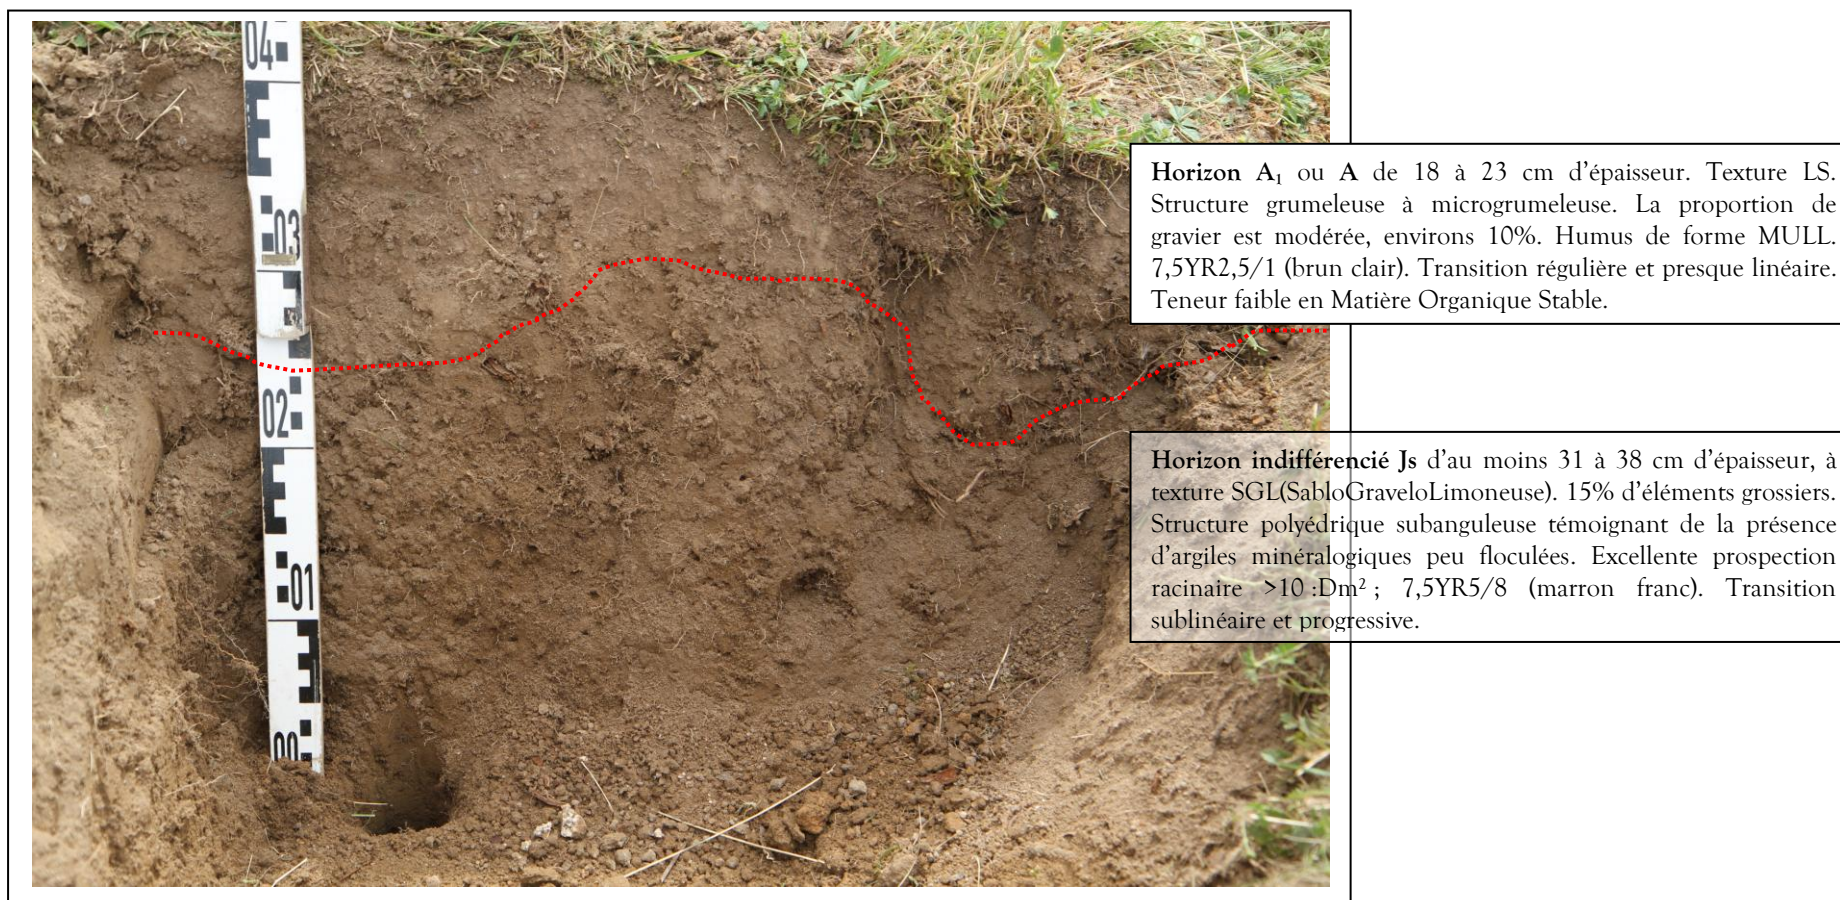 04
03
02
01
00
Horizon A₁ ou A de 18 à 23 cm d'épaisseur. Texture LS.
Structure grumeleuse à microgrumeleuse. La proportion de
gravier est modérée, environs 10%. Humus de forme MULL.
7,5YR2,5/1 (brun clair). Transition régulière et presque linéaire.
Teneur faible en Matière Organique Stable.
Horizon indifférencié Js d'au moins 31 à 38 cm d'épaisseur, à
texture SGL(SabloGraveloLimoneuse). 15% d'éléments grossiers.
Structure polyédrique subanguleuse témoignant de la présence
d'argiles minéralogiques peu floculées. Excellente prospection
racinaire >10 :Dm² ; 7,5YR5/8 (marron franc). Transition
sublinéaire et progressive.